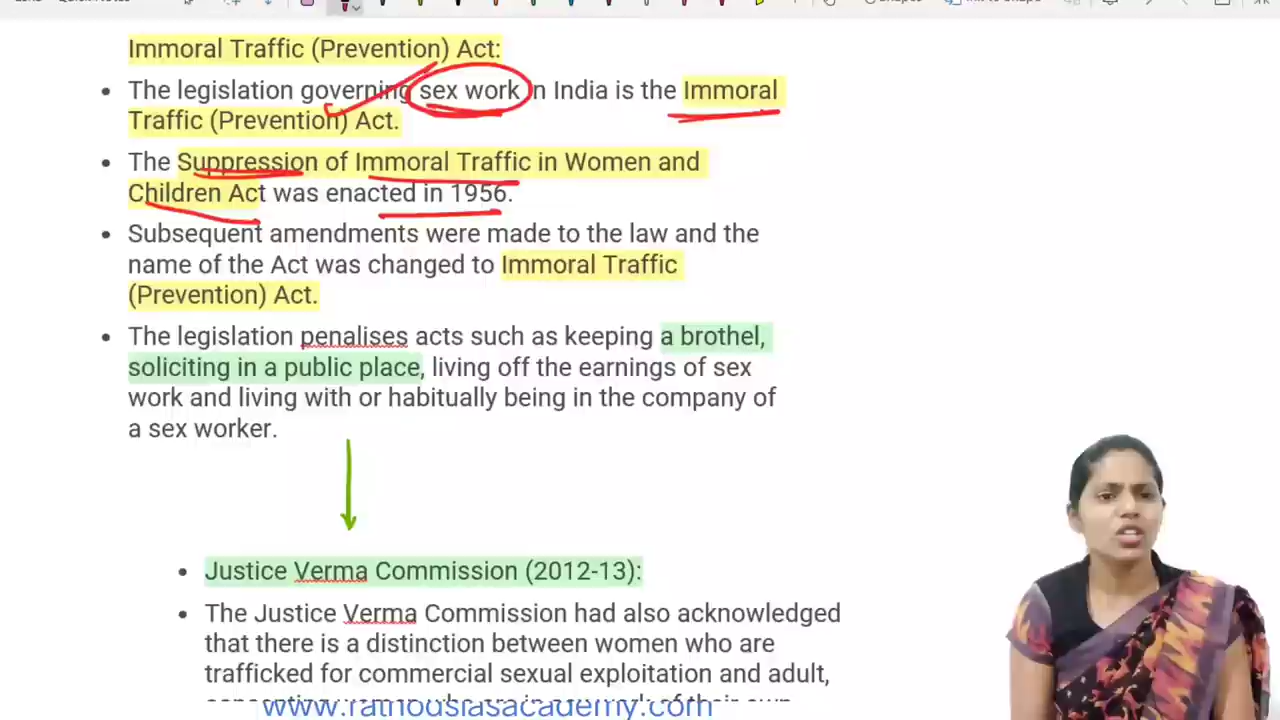 Immoral Traffic (Prevention) Act:
The legislation governing sex work in India is the Immoral
Traffic (Prevention) Act.
The Suppression of Immoral Traffic in Women and
Children Act was enacted in 1956.
Subsequent amendments were made to the law and the
name of the Act was changed to Immoral Traffic
(Prevention) Act.
The legislation penalises acts such as keeping a brothel,
soliciting in a public place, living off the earnings of sex
work and living with or habitually being in the company of
a sex worker.
Justice Verma Commission (2012-13):
The Justice Verma Commission had also acknowledged
that there is a distinction between women who are
trafficked for commercial sexual exploitation and adult,
www.rathodsiasacademy.com